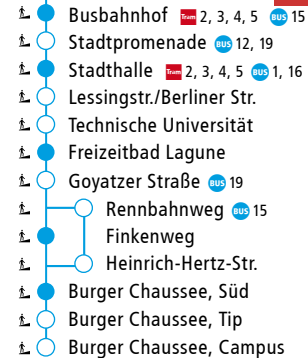 Busbahnhof Tram 2, 3, 4, 5 BUS 15
Stadtpromenade BUS 12, 19
Stadthalle Tram 2, 3, 4, 5 BUS 1, 16
Lessingstr./Berliner Str.
Technische Universität
Freizeitbad Lagune
Goyatzer Straße BUS 19
Rennbahnweg BUS 15
Finkenweg
Heinrich-Hertz-Str.
Burger Chaussee, Süd
Burger Chaussee, Tip
Burger Chaussee, Campus